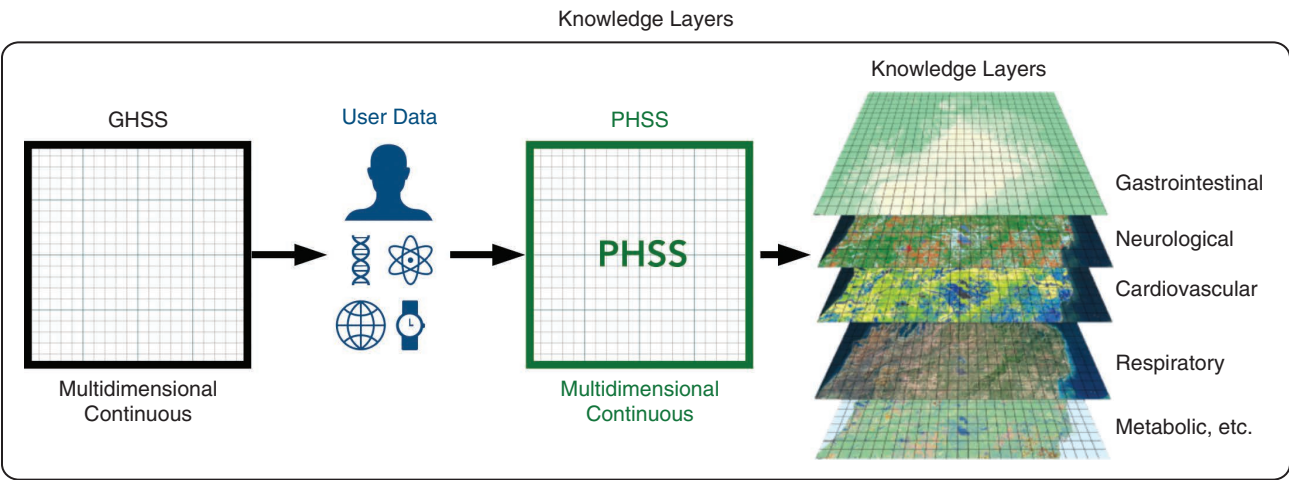 Knowledge Layers
Knowledge Layers
GHSS
User Data
PHSS
PHSS
Multidimensional
Continuous
Multidimensional
Continuous
Gastrointestinal
Neurological
Cardiovascular
Respiratory
Metabolic, etc.